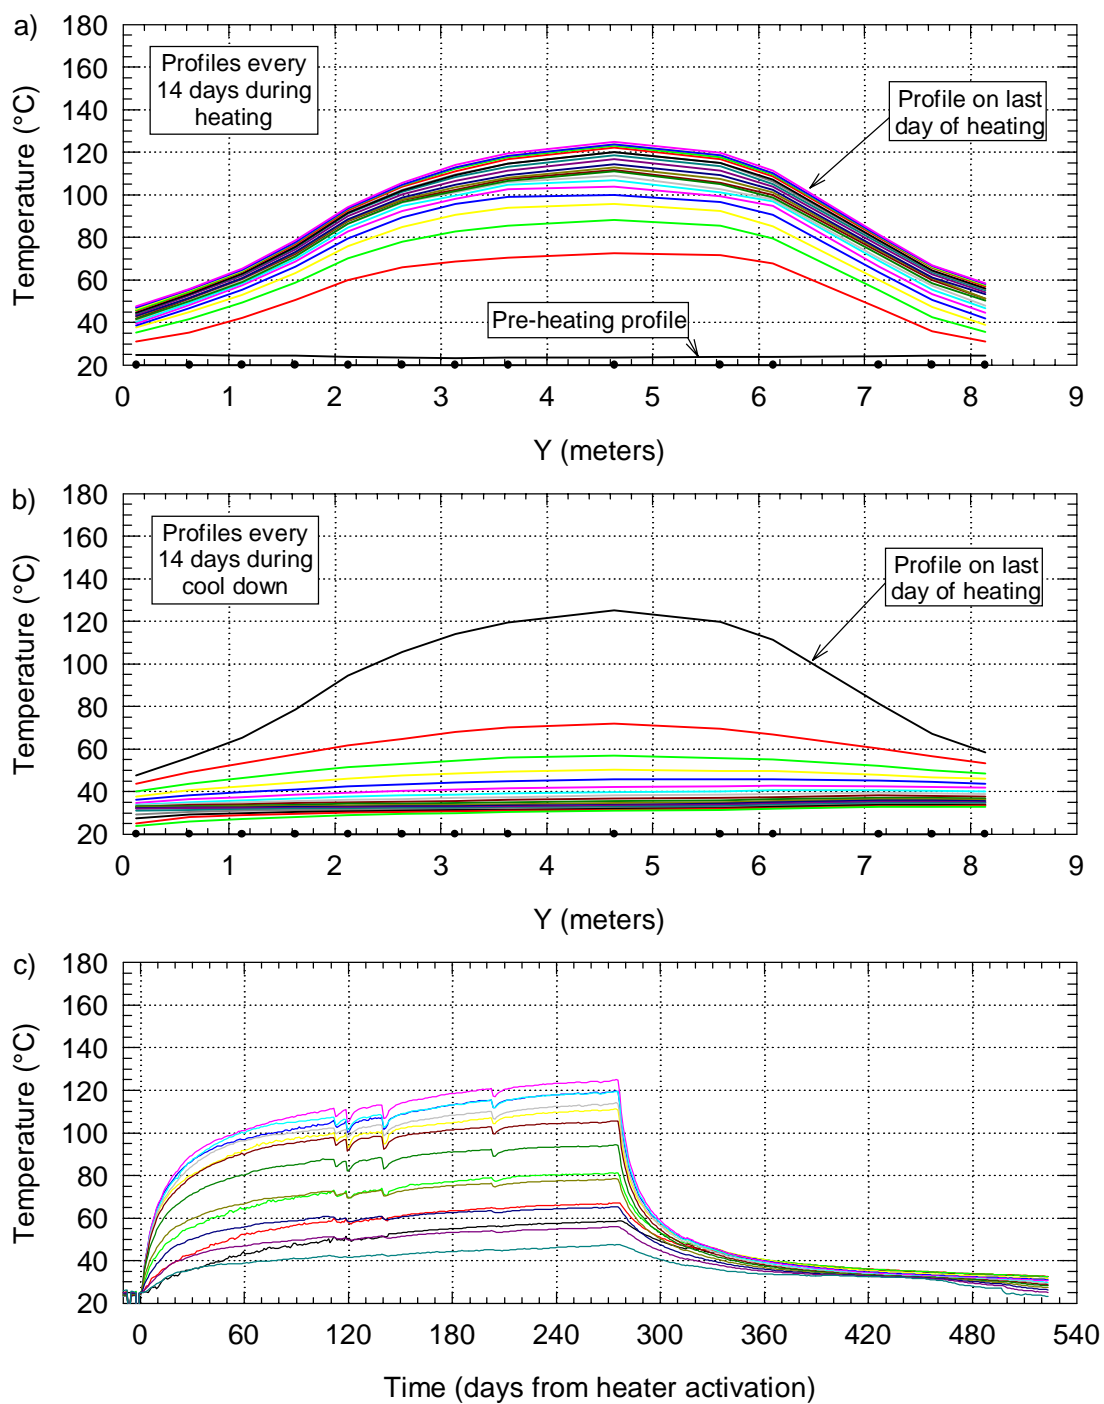 a)
180
160
140
120
100
80
60
40
20
Temperature (°C)
Profiles every
14 days during
heating
Profile on last
day of heating
Pre-heating profile
0 1 2 3 4 5 6 7 8 9
Y (meters)
b)
180
160
140
120
100
80
60
40
20
Temperature (°C)
Profiles every
14 days during
cool down
Profile on last
day of heating
0 1 2 3 4 5 6 7 8 9
Y (meters)
c)
180
160
140
120
100
80
60
40
20
Temperature (°C)
0 60 120 180 240 300 360 420 480 540
Time (days from heater activation)